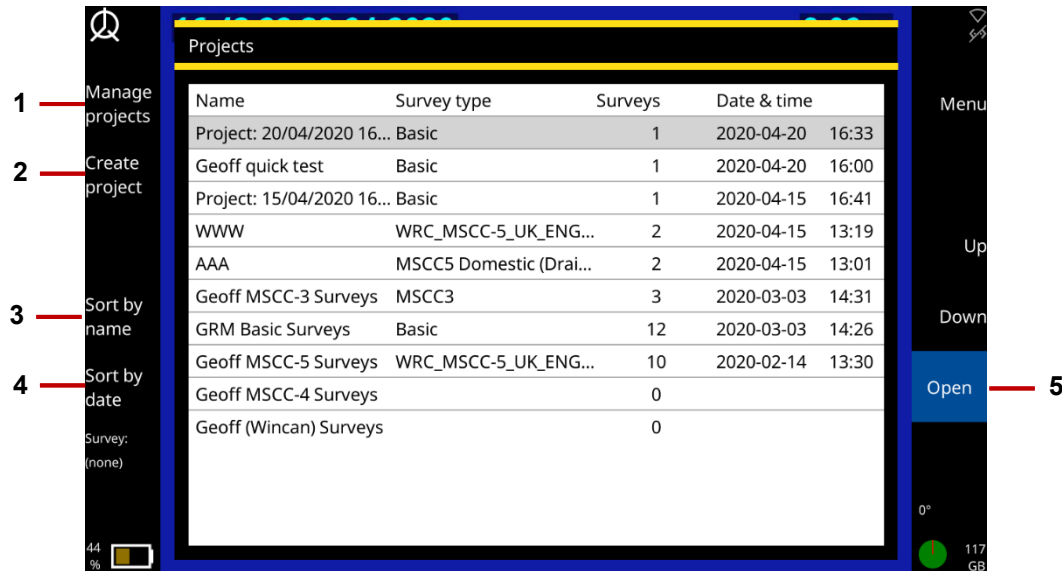 Projects
1
Manage
projects
2
Create
project
3
Sort by
name
4
Sort by
date
Survey:
(none)
44
%
Name Survey type Surveys Date & time
Project: 20/04/2020 16... Basic 1 2020-04-20 16:33
Geoff quick test Basic 1 2020-04-20 16:00
Project: 15/04/2020 16... Basic 1 2020-04-15 16:41
WWW WRC_MSCC-5_UK_ENG... 2 2020-04-15 13:19
AAA MSCC5 Domestic (Drai... 2 2020-04-15 13:01
Geoff MSCC-3 Surveys MSCC3 3 2020-03-03 14:31
GRM Basic Surveys Basic 12 2020-03-03 14:26
Geoff MSCC-5 Surveys WRC_MSCC-5_UK_ENG... 10 2020-02-14 13:30
Geoff MSCC-4 Surveys 0
Geoff (Wincan) Surveys 0
Menu
Up
Down
Open
5
0°
117
GB